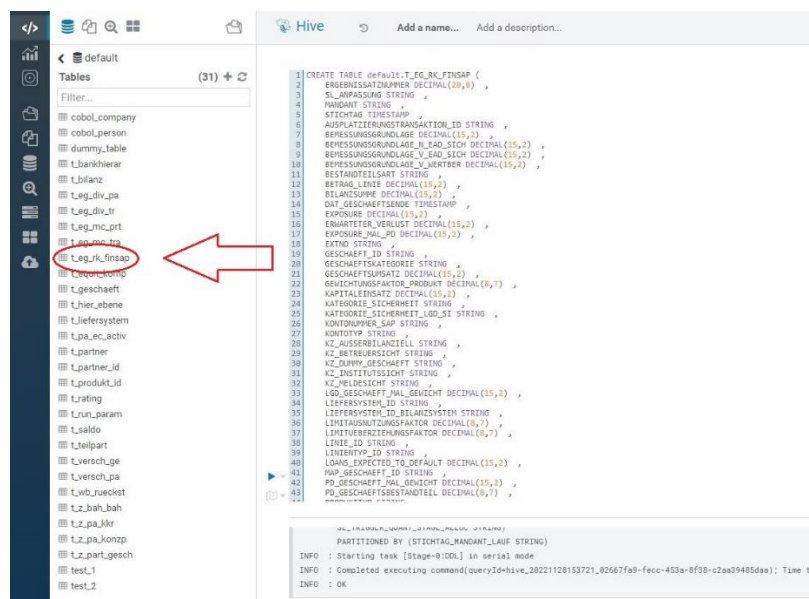 </>
default
Tables (31)
Filter...
cobol_company
cobol_person
dummy_table
t_bankhierar
t_bilanz
t_eg_div_pa
t_eg_div_tr
t_eg_mc_prt
t_eg_mc_tra
t_eg_rk_finsap
t_equit_komp
t_geschaeft
t_hier_ebene
t_liefersystem
t_pa_ec_activ
t_partner
t_partner_id
t_produkt_id
t_rating
t_run_param
t_saldo
t_teilpart
t_versch_ge
t_versch_pa
t_wb_rueckst
t_z_bah_bah
t_z_pa_kkr
t_z_pa_konzp
t_z_part_gesch
test_1
test_2
Hive Add a name... Add a description...
1 CREATE TABLE default.T_EG_RK_FINSAP (
2 ERGEBNISSATZNUMMER DECIMAL(20,0) ,
3 SL_ANPASSUNG STRING ,
4 MANDANT STRING ,
5 STICHTAG TIMESTAMP ,
6 AUSPLATZIERUNGSTRANSAKTION_ID STRING ,
7 BEMESSUNGSGRUNDLAGE DECIMAL(15,2) ,
8 BEMESSUNGSGRUNDLAGE_N_EAD_SICH DECIMAL(15,2) ,
9 BEMESSUNGSGRUNDLAGE_V_EAD_SICH DECIMAL(15,2) ,
10 BEMESSUNGSGRUNDLAGE_V_WERTBER DECIMAL(15,2) ,
11 BESTANDTEILSART STRING ,
12 BETRAG_LINIE DECIMAL(15,2) ,
13 BILANZSUMME DECIMAL(15,2) ,
14 DAT_GESCHAEFTSENDE TIMESTAMP ,
15 EXPOSURE DECIMAL(15,2) ,
16 ERWARTETER_VERLUST DECIMAL(15,2) ,
17 EXPOSURE_MAL_PD DECIMAL(15,2) ,
18 EXTNO STRING ,
19 GESCHAEFT_ID STRING ,
20 GESCHAEFTSKATEGORIE STRING ,
21 GESCHAEFTSUMSATZ DECIMAL(15,2) ,
22 GEWICHTUNGSFAKTOR_PRODUKT DECIMAL(8,7) ,
23 KAPITALEINSATZ DECIMAL(15,2) ,
24 KATEGORIE_SICHERHEIT STRING ,
25 KATEGORIE_SICHERHEIT_LGD_SI STRING ,
26 KONTONUMMER_SAP STRING ,
27 KONTOTYP STRING ,
28 KZ_AUSSERBILANZIELL STRING ,
29 KZ_BETREUERSICHT STRING ,
30 KZ_DUMMY_GESCHAEFT STRING ,
31 KZ_INSTITUTSSICHT STRING ,
32 KZ_MELDESICHT STRING ,
33 LGD_GESCHAEFT_MAL_GEWICHT DECIMAL(15,2) ,
34 LIEFERSYSTEM_ID STRING ,
35 LIEFERSYSTEM_ID_BILANZSYSTEM STRING ,
36 LIMITAUSNUTZUNGSFAKTOR DECIMAL(8,7) ,
37 LIMITUEBERZIEHUNGSFAKTOR DECIMAL(8,7) ,
38 LINIE_ID STRING ,
39 LINIENTYP_ID STRING ,
40 LOANS_EXPECTED_TO_DEFAULT DECIMAL(15,2) ,
41 MAP_GESCHAEFT_ID STRING ,
42 PD_GESCHAEFT_MAL_GEWICHT DECIMAL(15,2) ,
43 PD_GESCHAEFTSBESTANDTEIL DECIMAL(8,7) ,
SL_TRIGGER_QUANT_STAGE_ALLOC STRING)
PARTITIONED BY (STICHTAG_MANDANT_LAUF STRING)
INFO : Starting task [Stage-0:DDL] in serial mode
INFO : Completed executing command(queryId=hive_20221128153721_02667fa9-fecc-453a-8f38-c2aa39485daa); Time t
INFO : OK